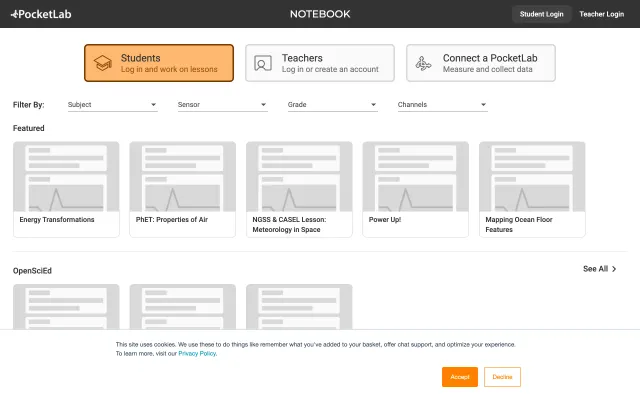 PocketLab
NOTEBOOK
Student Login
Teacher Login
Students
Log in and work on lessons
Teachers
Log in or create an account
Connect a PocketLab
Measure and collect data
Filter By:
Subject
Sensor
Grade
Channels
Featured
Energy Transformations
PhET: Properties of Air
NGSS & CASEL Lesson:
Meteorology in Space
Power Up!
Mapping Ocean Floor
Features
OpenSciEd
See All
This site uses cookies. We use these to do things like remember what you've added to your basket, offer chat support, and optimize your experience.
To learn more, visit our Privacy Policy.
Accept
Decline